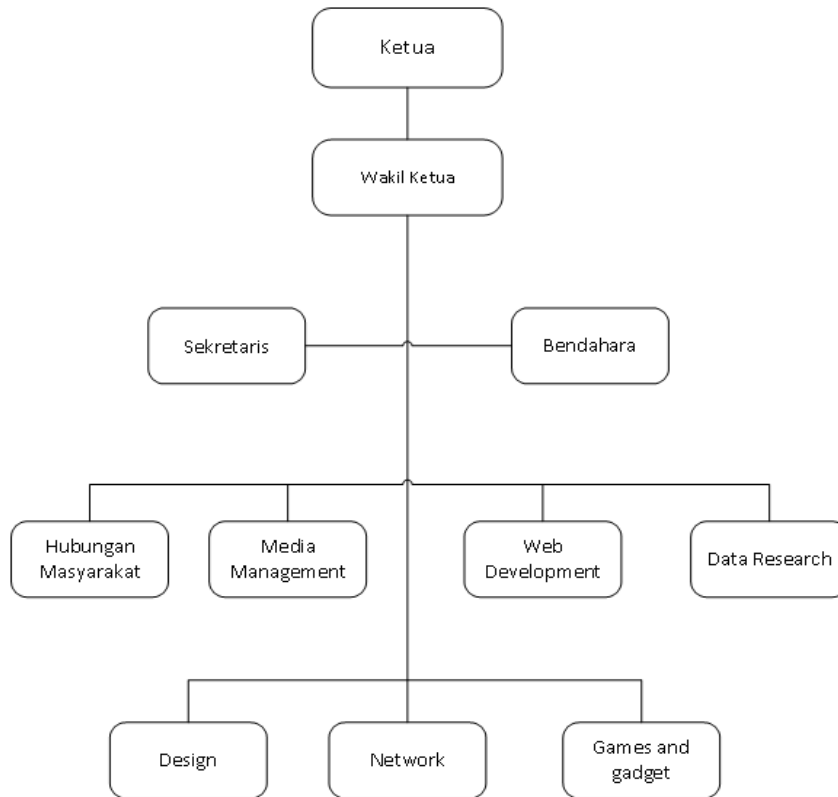 Ketua
Wakil Ketua
Sekretaris
Bendahara
Hubungan
Masyarakat
Media
Management
Web
Development
Data Research
Design
Network
Games and
gadget